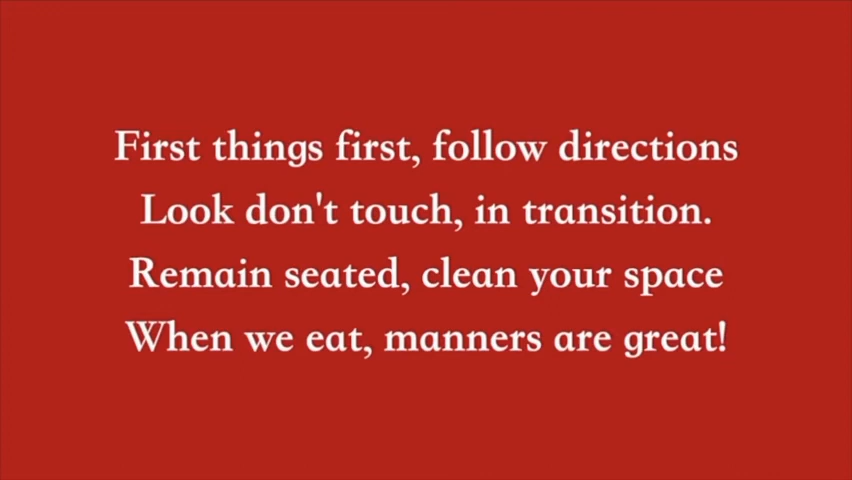 First things first, follow directions
Look don't touch, in transition.
Remain seated, clean your space
When we eat, manners are great!